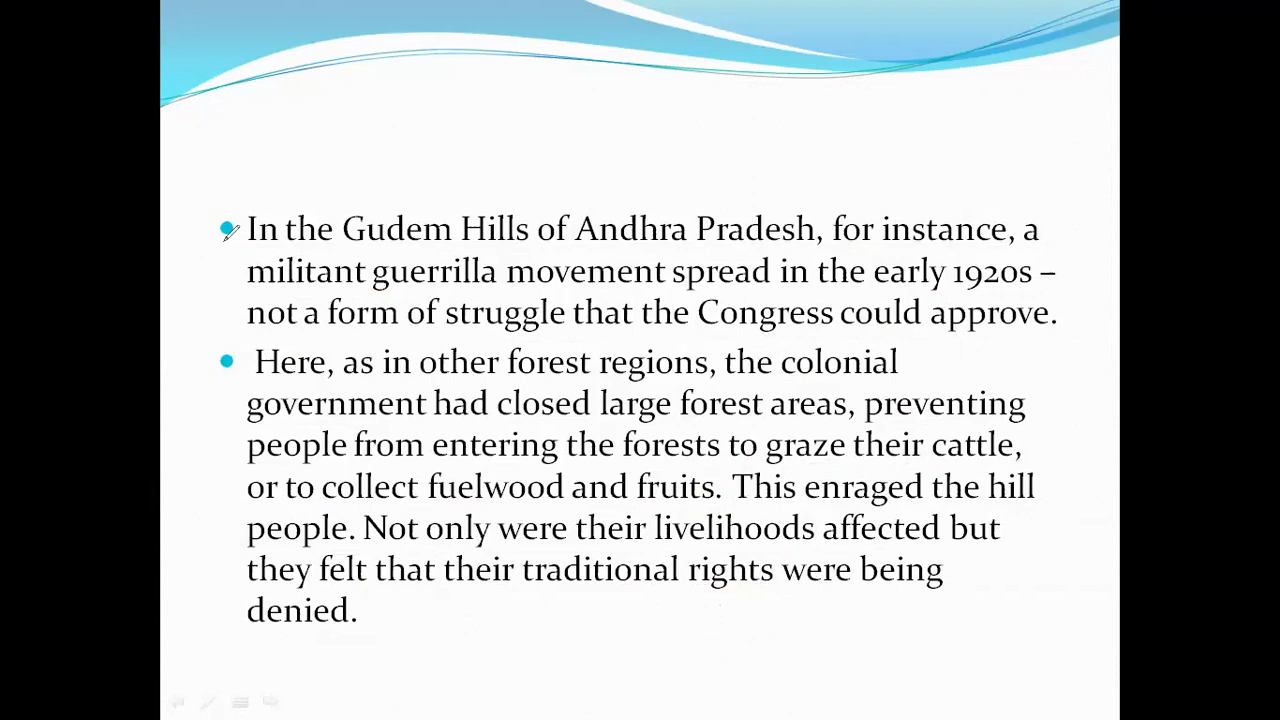 In the Gudem Hills of Andhra Pradesh, for instance, a
militant guerrilla movement spread in the early 1920s –
not a form of struggle that the Congress could approve.
Here, as in other forest regions, the colonial
government had closed large forest areas, preventing
people from entering the forests to graze their cattle,
or to collect fuelwood and fruits. This enraged the hill
people. Not only were their livelihoods affected but
they felt that their traditional rights were being
denied.